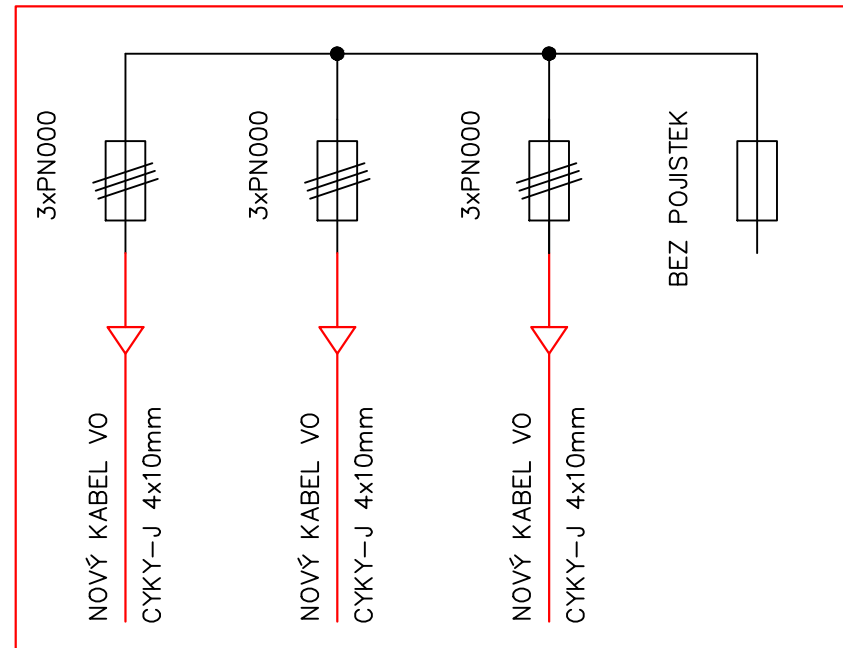 3xPN000
3xPN000
3xPN000
BEZ POJISTEK
NOVÝ KABEL VO
CYKY-J 4x10mm
NOVÝ KABEL VO
CYKY-J 4x10mm
NOVÝ KABEL VO
CYKY-J 4x10mm